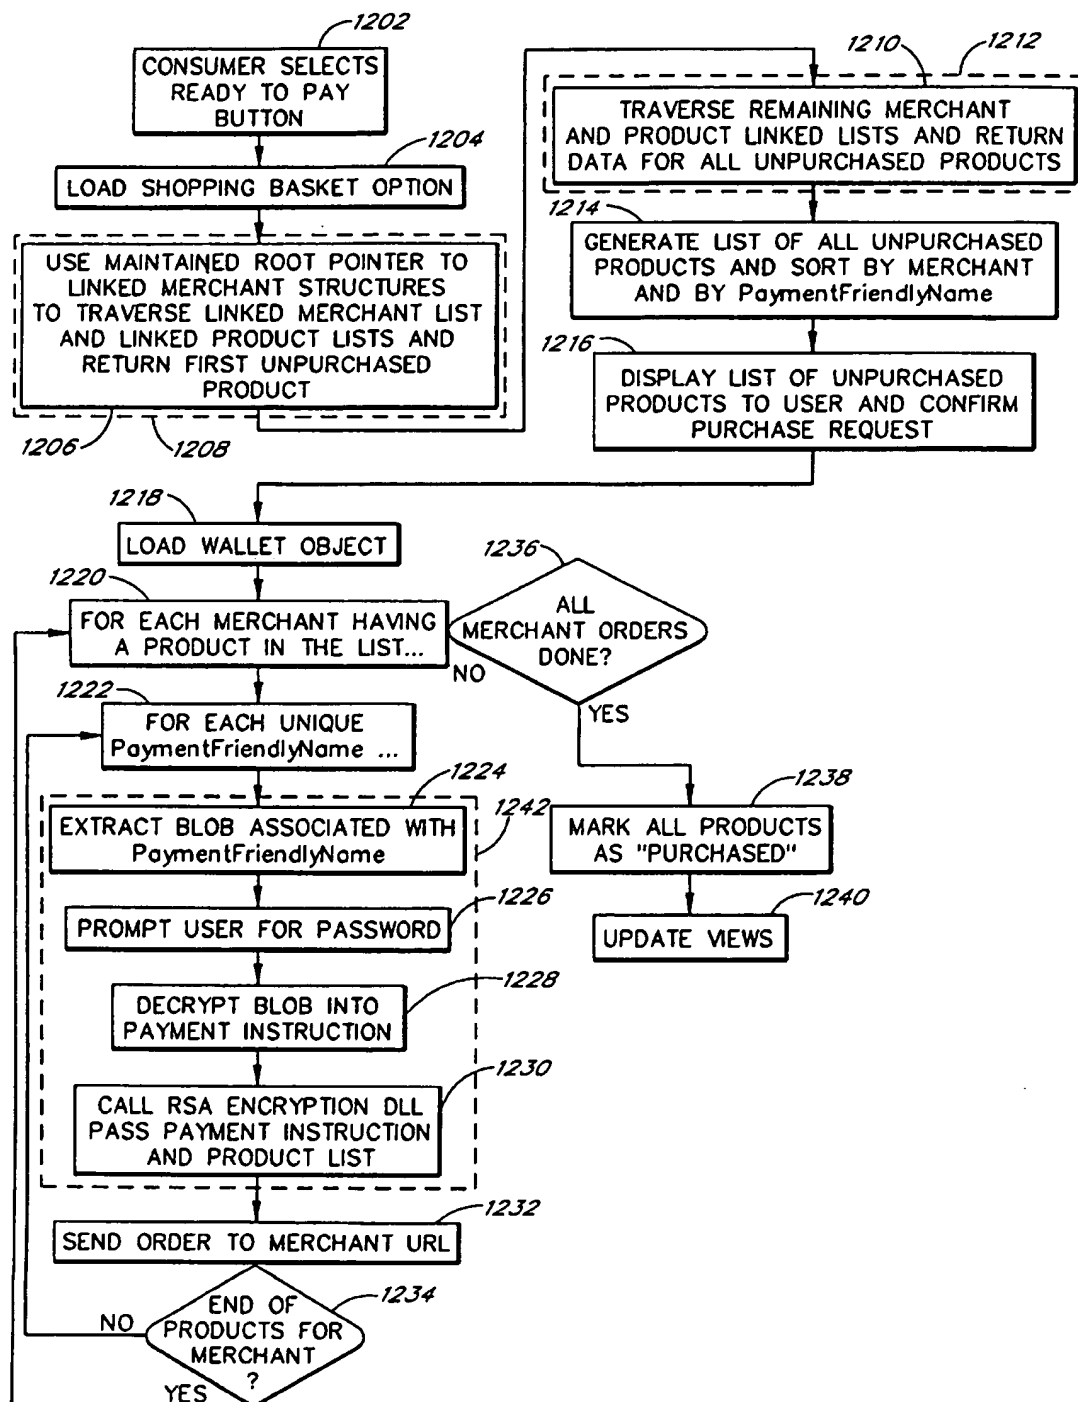 1202
CONSUMER SELECTS
READY TO PAY
BUTTON
1204
LOAD SHOPPING BASKET OPTION
USE MAINTAINED ROOT POINTER TO
LINKED MERCHANT STRUCTURES
TO TRAVERSE LINKED MERCHANT LIST
AND LINKED PRODUCT LISTS AND
RETURN FIRST UNPURCHASED
PRODUCT
1206
1208
1210
1212
TRAVERSE REMAINING MERCHANT
AND PRODUCT LINKED LISTS AND RETURN
DATA FOR ALL UNPURCHASED PRODUCTS
1214
GENERATE LIST OF ALL UNPURCHASED
PRODUCTS AND SORT BY MERCHANT
AND BY PaymentFriendlyName
1216
DISPLAY LIST OF UNPURCHASED
PRODUCTS TO USER AND CONFIRM
PURCHASE REQUEST
1218
LOAD WALLET OBJECT
1220
FOR EACH MERCHANT HAVING
A PRODUCT IN THE LIST...
1236
ALL
MERCHANT ORDERS
DONE?
NO
YES
1222
FOR EACH UNIQUE
PaymentFriendlyName ...
1224
1242
EXTRACT BLOB ASSOCIATED WITH
PaymentFriendlyName
1226
PROMPT USER FOR PASSWORD
1228
DECRYPT BLOB INTO
PAYMENT INSTRUCTION
1230
CALL RSA ENCRYPTION DLL
PASS PAYMENT INSTRUCTION
AND PRODUCT LIST
1232
SEND ORDER TO MERCHANT URL
1234
END OF
PRODUCTS FOR
MERCHANT
?
NO
YES
1238
MARK ALL PRODUCTS
AS "PURCHASED"
1240
UPDATE VIEWS